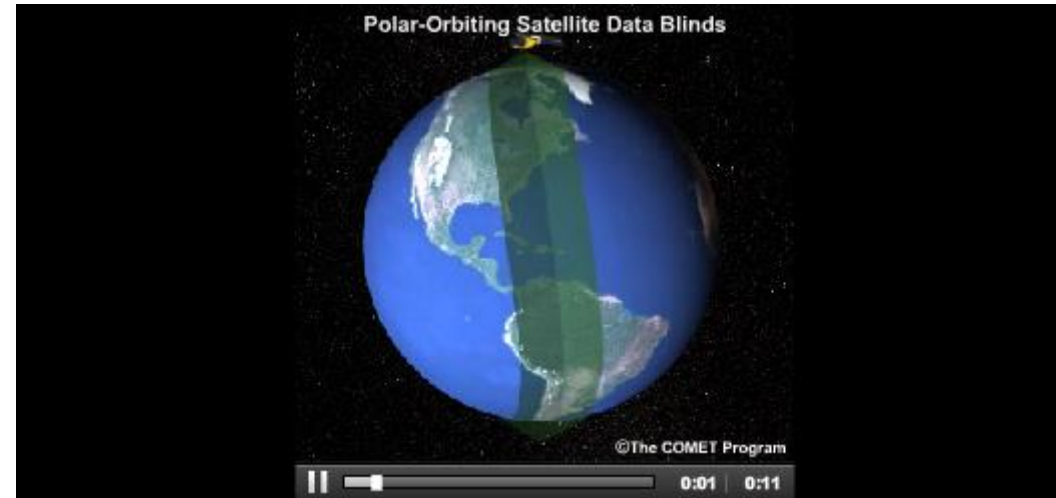 Polar-Orbiting Satellite Data Blinds
©The COMET Program
0:01 | 0:11